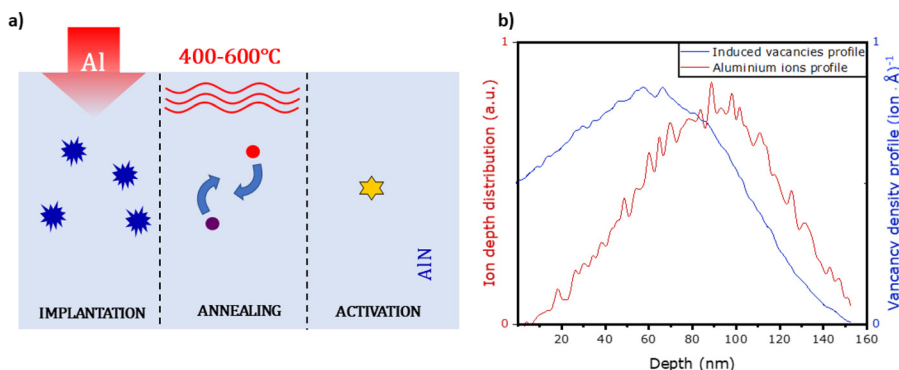 a)
Al
400-600°C
AlN
IMPLANTATION
ANNEALING
ACTIVATION
b)
Induced vacancies profile
Aluminium ions profile
Ion depth distribution (a.u.)
Vancancy density profile (ion · Å)⁻¹
1
1
0
0
20
40
60
80
100
120
140
160
Depth (nm)